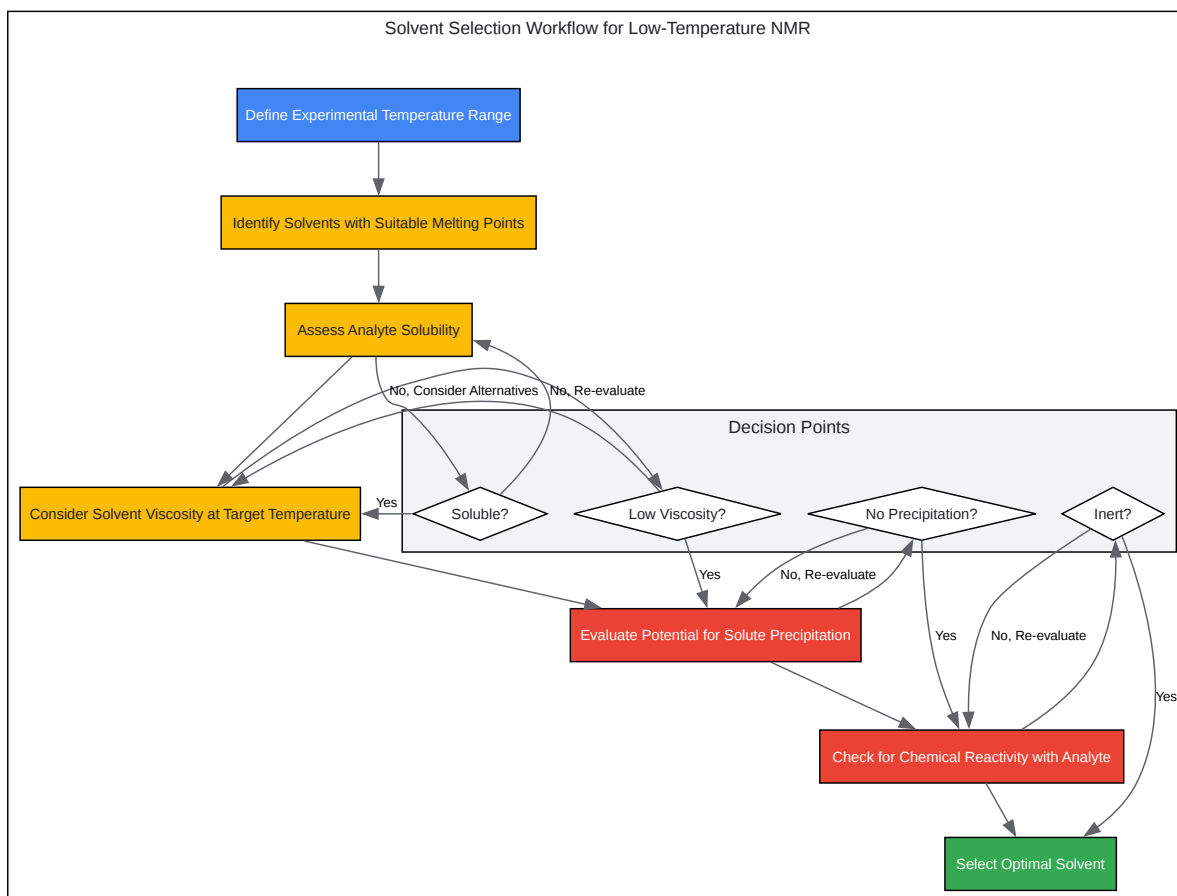 Solvent Selection Workflow for Low-Temperature NMR
Define Experimental Temperature Range
Identify Solvents with Suitable Melting Points
Assess Analyte Solubility
No, Consider Alternatives
No, Re-evaluate
Decision Points
Consider Solvent Viscosity at Target Temperature
Yes
Soluble?
Low Viscosity?
No Precipitation?
Inert?
Yes
No, Re-evaluate
Evaluate Potential for Solute Precipitation
Yes
No, Re-evaluate
Yes
Check for Chemical Reactivity with Analyte
Select Optimal Solvent